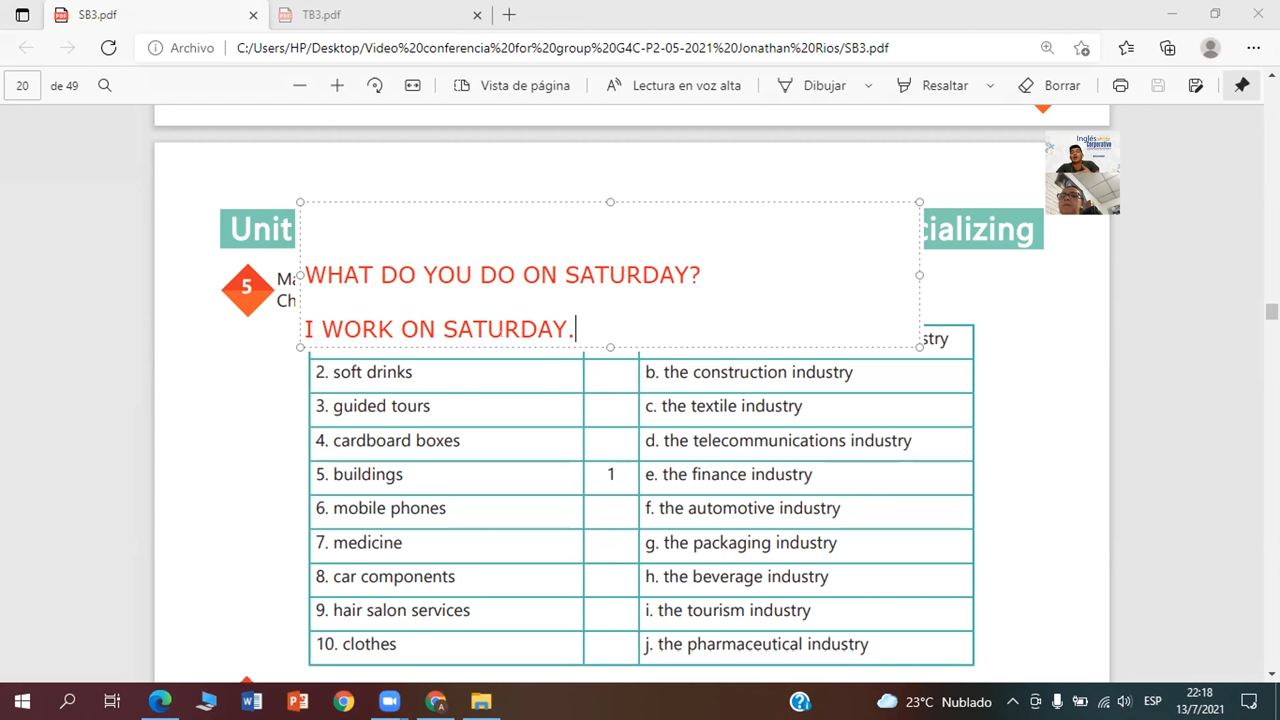 SB3.pdf
TB3.pdf
Archivo
C:/Users/HP/Desktop/Video%20conferencia%20for%20group%20G4C-P2-05-2021%20Jonathan%20Rios/SB3.pdf
20
de 49
Vista de página
Lectura en voz alta
Dibujar
Resaltar
Borrar
Inglés
Corporativo
Unit
cializing
5
Ma
Ch
WHAT DO YOU DO ON SATURDAY?
I WORK ON SATURDAY.
stry
2. soft drinks
b. the construction industry
3. guided tours
c. the textile industry
4. cardboard boxes
d. the telecommunications industry
5. buildings
1
e. the finance industry
6. mobile phones
f. the automotive industry
7. medicine
g. the packaging industry
8. car components
h. the beverage industry
9. hair salon services
i. the tourism industry
10. clothes
j. the pharmaceutical industry
23°C Nublado
ESP
22:18
13/7/2021